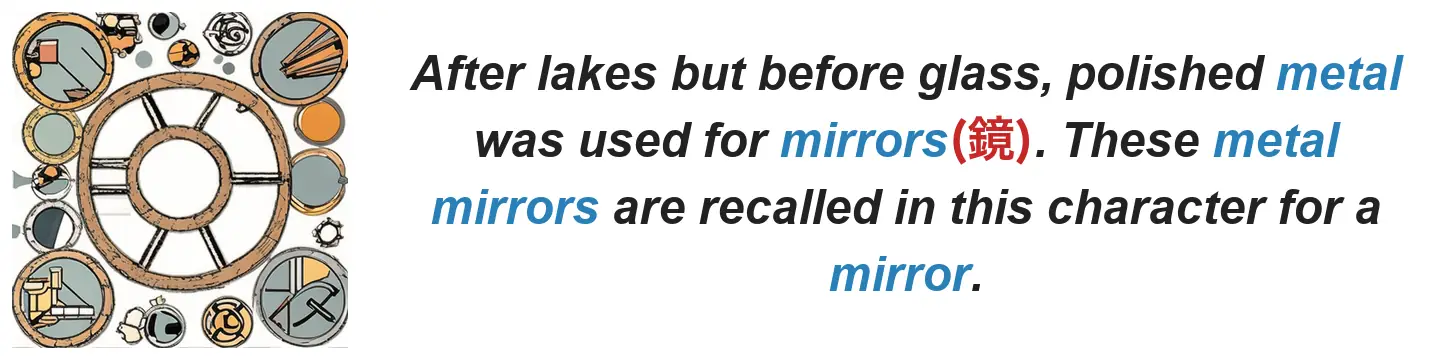 After lakes but before glass, polished metal
was used for mirrors(鏡). These metal
mirrors are recalled in this character for a
mirror.